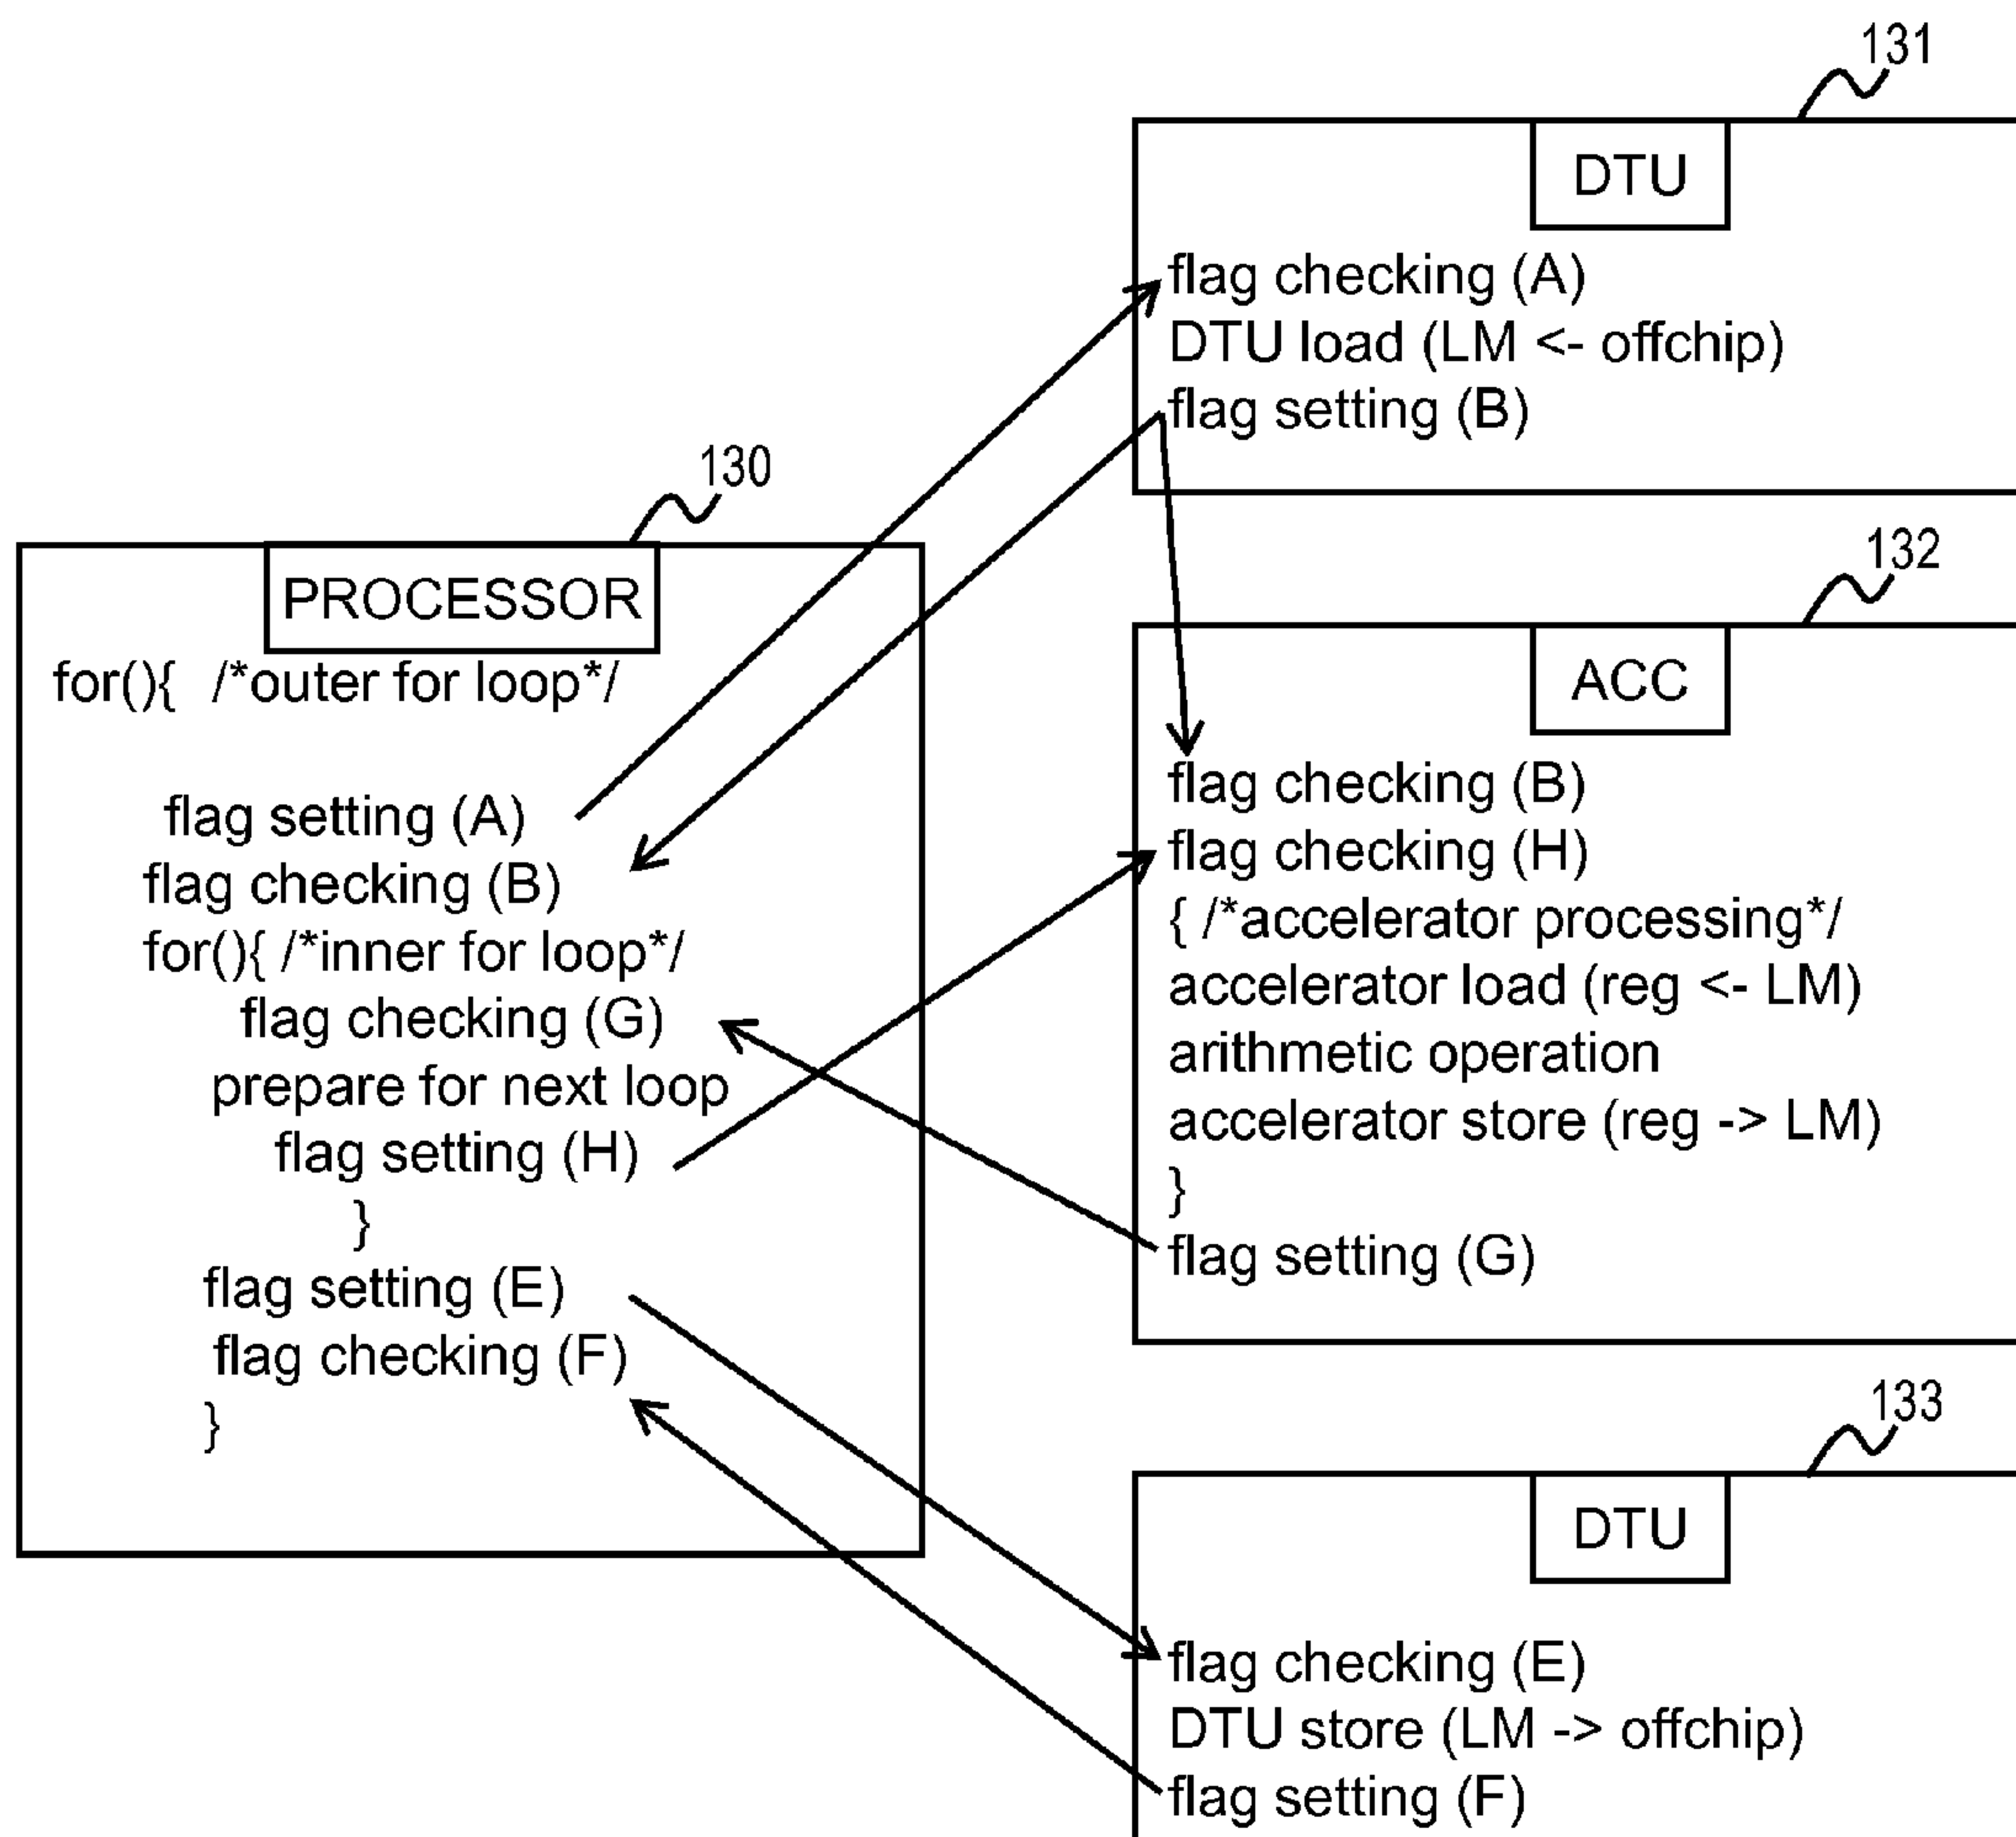 130
PROCESSOR
for(){ /*outer for loop*/
flag setting (A)
flag checking (B)
for(){ /*inner for loop*/
flag checking (G)
prepare for next loop
flag setting (H)
}
flag setting (E)
flag checking (F)
}
131
DTU
flag checking (A)
DTU load (LM <- offchip)
flag setting (B)
132
ACC
flag checking (B)
flag checking (H)
{ /*accelerator processing*/
accelerator load (reg <- LM)
arithmetic operation
accelerator store (reg -> LM)
}
flag setting (G)
133
DTU
flag checking (E)
DTU store (LM -> offchip)
flag setting (F)